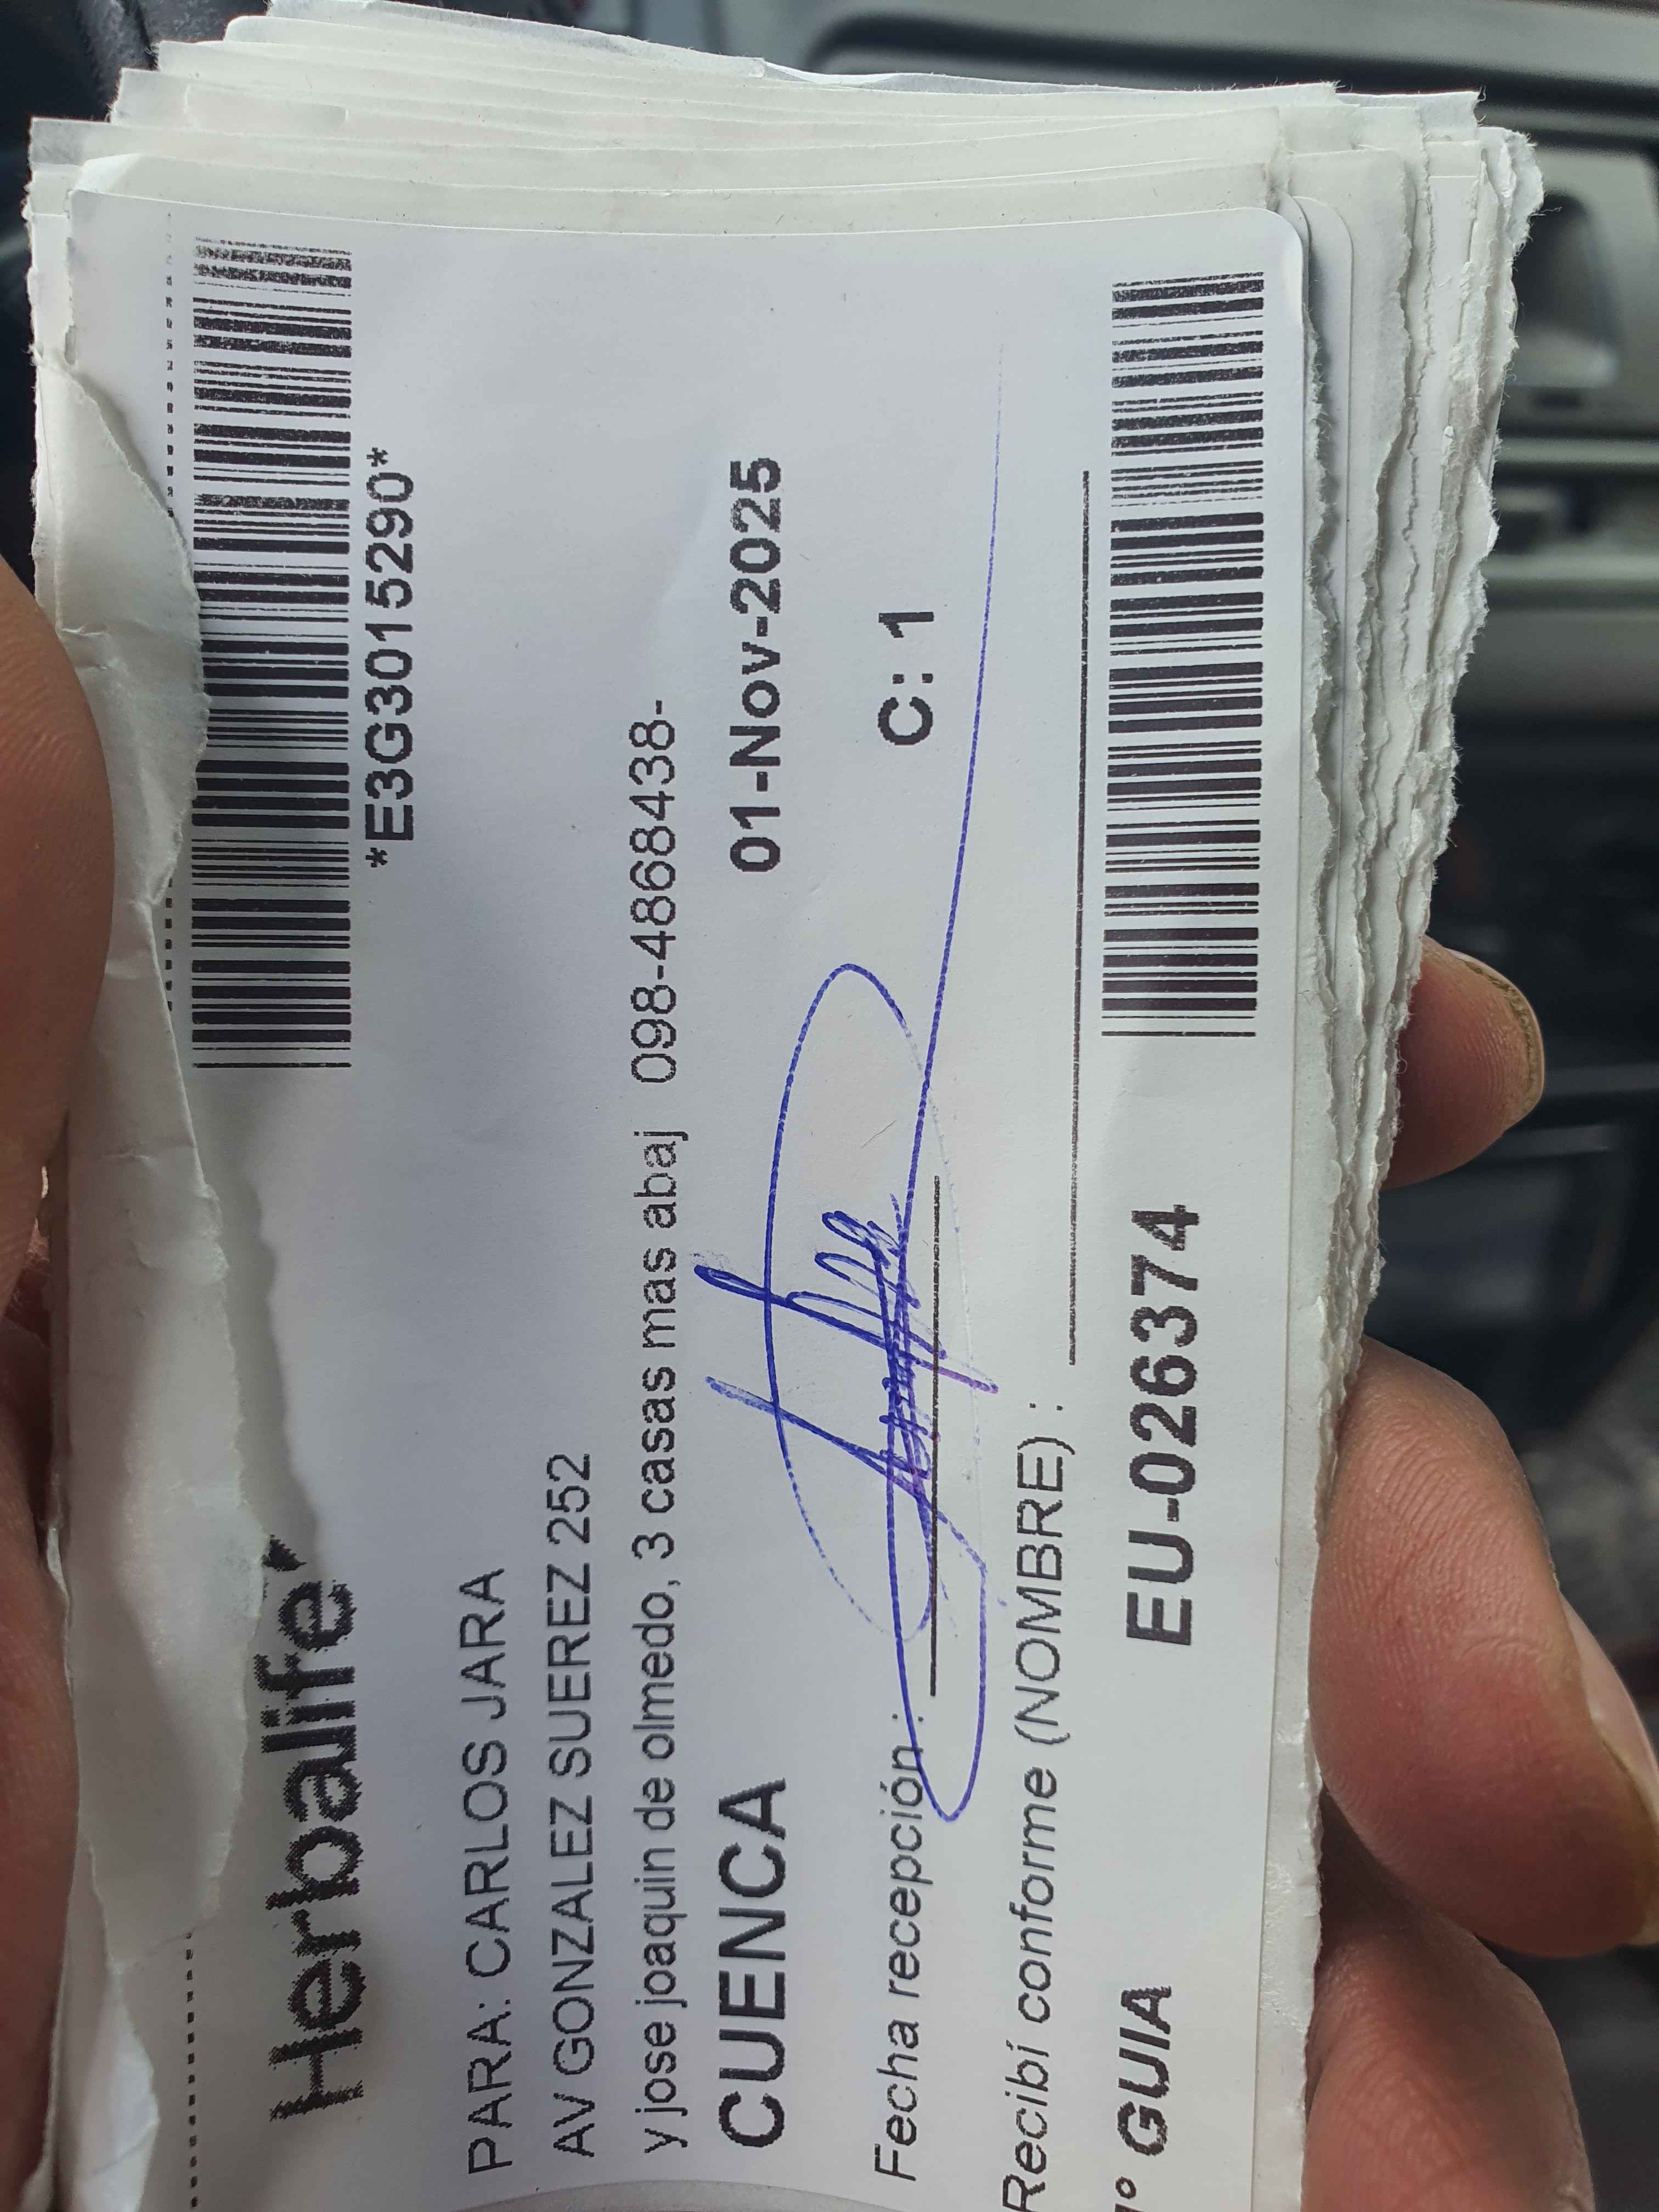 Herbalife
*E3G3015290*
PARA: CARLOS JARA
AV GONZALEZ SUEREZ 252
y jose joaquin de olmedo, 3 casas mas abaj 098-4868438-
CUENCA 01-Nov-2025
Fecha recepción : C: 1
Recibí conforme (NOMBRE) :
GUIA EU-026374